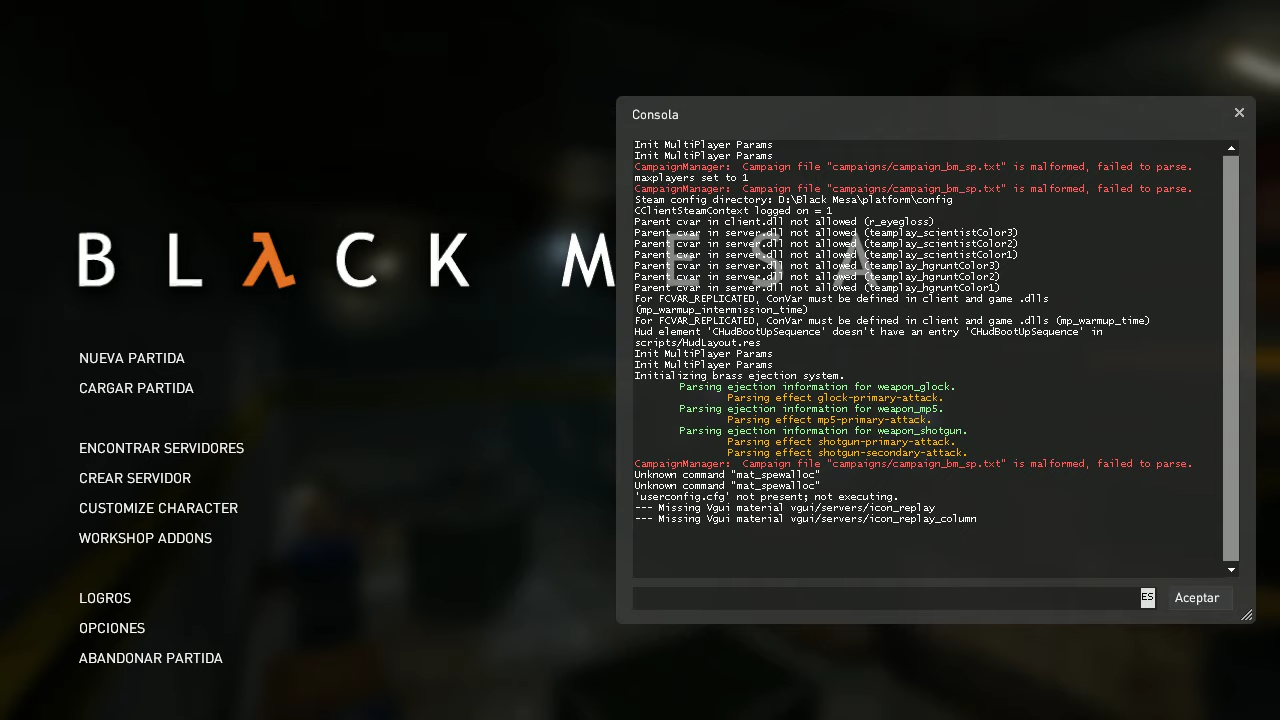 BLλCK MESA
NUEVA PARTIDA
CARGAR PARTIDA
ENCONTRAR SERVIDORES
CREAR SERVIDOR
CUSTOMIZE CHARACTER
WORKSHOP ADDONS
LOGROS
OPCIONES
ABANDONAR PARTIDA
Consola
Init MultiPlayer Params
Init MultiPlayer Params
CampaignManager:  Campaign file "campaigns/campaign_bm_sp.txt" is malformed, failed to parse.
maxplayers set to 1
CampaignManager:  Campaign file "campaigns/campaign_bm_sp.txt" is malformed, failed to parse.
Steam config directory: D:\Black Mesa\platform\config
CClientSteamContext logged on = 1
Parent cvar in client.dll not allowed (r_eyegloss)
Parent cvar in server.dll not allowed (teamplay_scientistColor3)
Parent cvar in server.dll not allowed (teamplay_scientistColor2)
Parent cvar in server.dll not allowed (teamplay_scientistColor1)
Parent cvar in server.dll not allowed (teamplay_hgruntColor3)
Parent cvar in server.dll not allowed (teamplay_hgruntColor2)
Parent cvar in server.dll not allowed (teamplay_hgruntColor1)
For FCVAR_REPLICATED, ConVar must be defined in client and game .dlls
(mp_warmup_intermission_time)
For FCVAR_REPLICATED, ConVar must be defined in client and game .dlls (mp_warmup_time)
Hud element 'CHudBootUpSequence' doesn't have an entry 'CHudBootUpSequence' in
scripts/HudLayout.res
Init MultiPlayer Params
Init MultiPlayer Params
Initializing brass ejection system.
Parsing ejection information for weapon_glock.
Parsing effect glock-primary-attack.
Parsing ejection information for weapon_mp5.
Parsing effect mp5-primary-attack.
Parsing ejection information for weapon_shotgun.
Parsing effect shotgun-primary-attack.
Parsing effect shotgun-secondary-attack.
CampaignManager:  Campaign file "campaigns/campaign_bm_sp.txt" is malformed, failed to parse.
Unknown command "mat_spewalloc"
Unknown command "mat_spewalloc"
'userconfig.cfg' not present; not executing.
--- Missing Vgui material vgui/servers/icon_replay
--- Missing Vgui material vgui/servers/icon_replay_column
ES
Aceptar